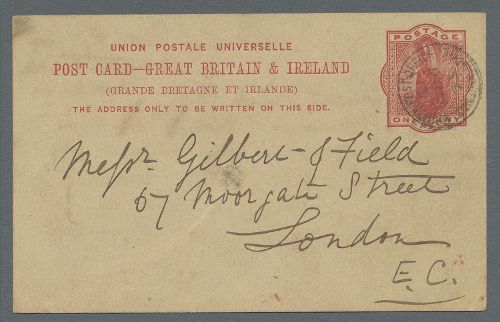 UNION POSTALE UNIVERSELLE
POST CARD—GREAT BRITAIN & IRELAND
(GRANDE BRETAGNE ET IRLANDE)
THE ADDRESS ONLY TO BE WRITTEN ON THIS SIDE.
POSTAGE
ONE PENNY
Messrs Gilbert & Field
67 Moorgate Street
London
E.C.